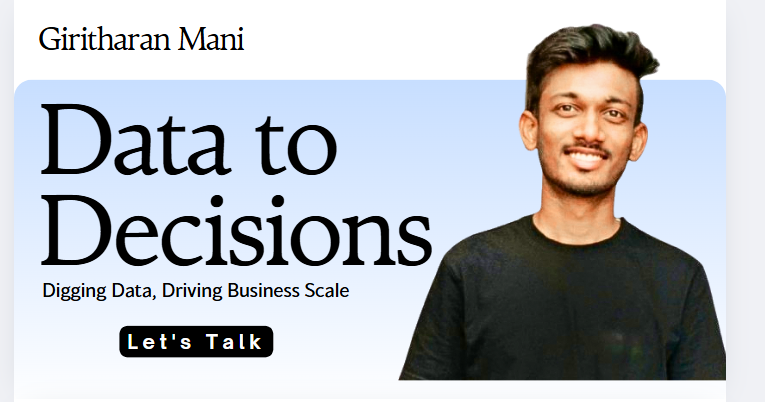 Giritharan Mani
Data to
Decisions
Digging Data, Driving Business Scale
Let's Talk